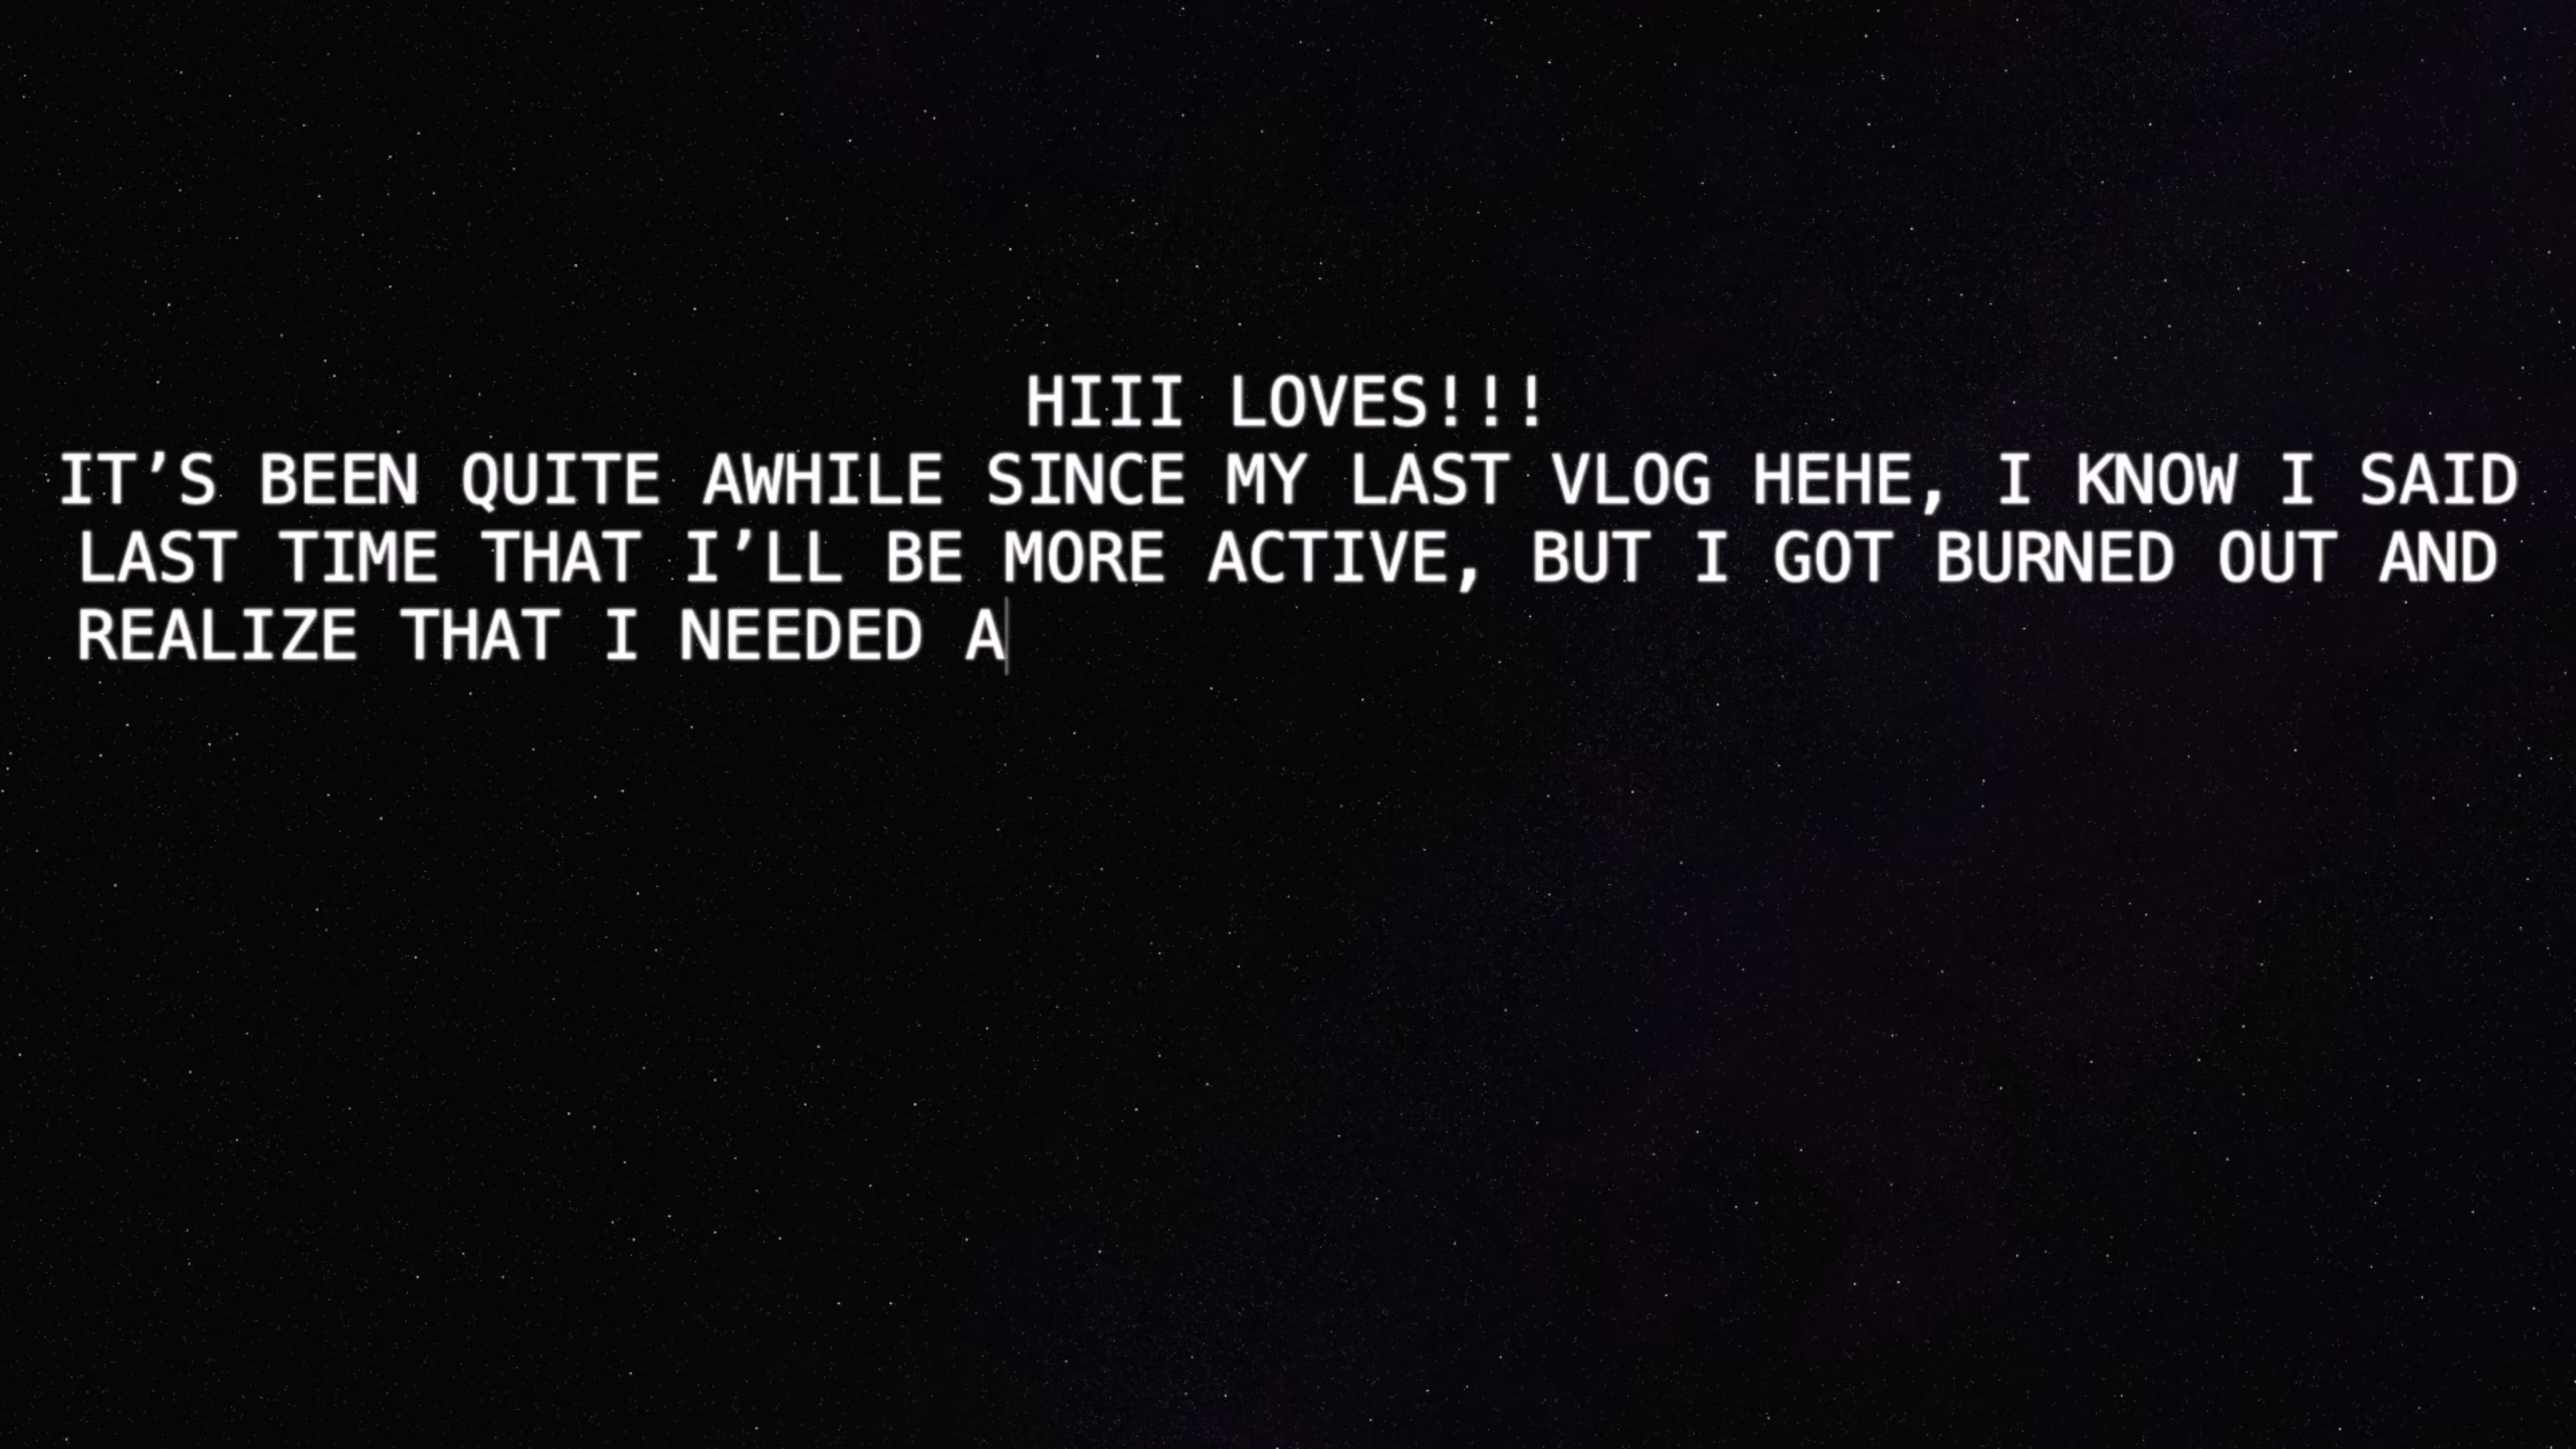 HIII LOVES!!!
IT’S BEEN QUITE AWHILE SINCE MY LAST VLOG HEHE, I KNOW I SAID
LAST TIME THAT I’LL BE MORE ACTIVE, BUT I GOT BURNED OUT AND
REALIZE THAT I NEEDED A